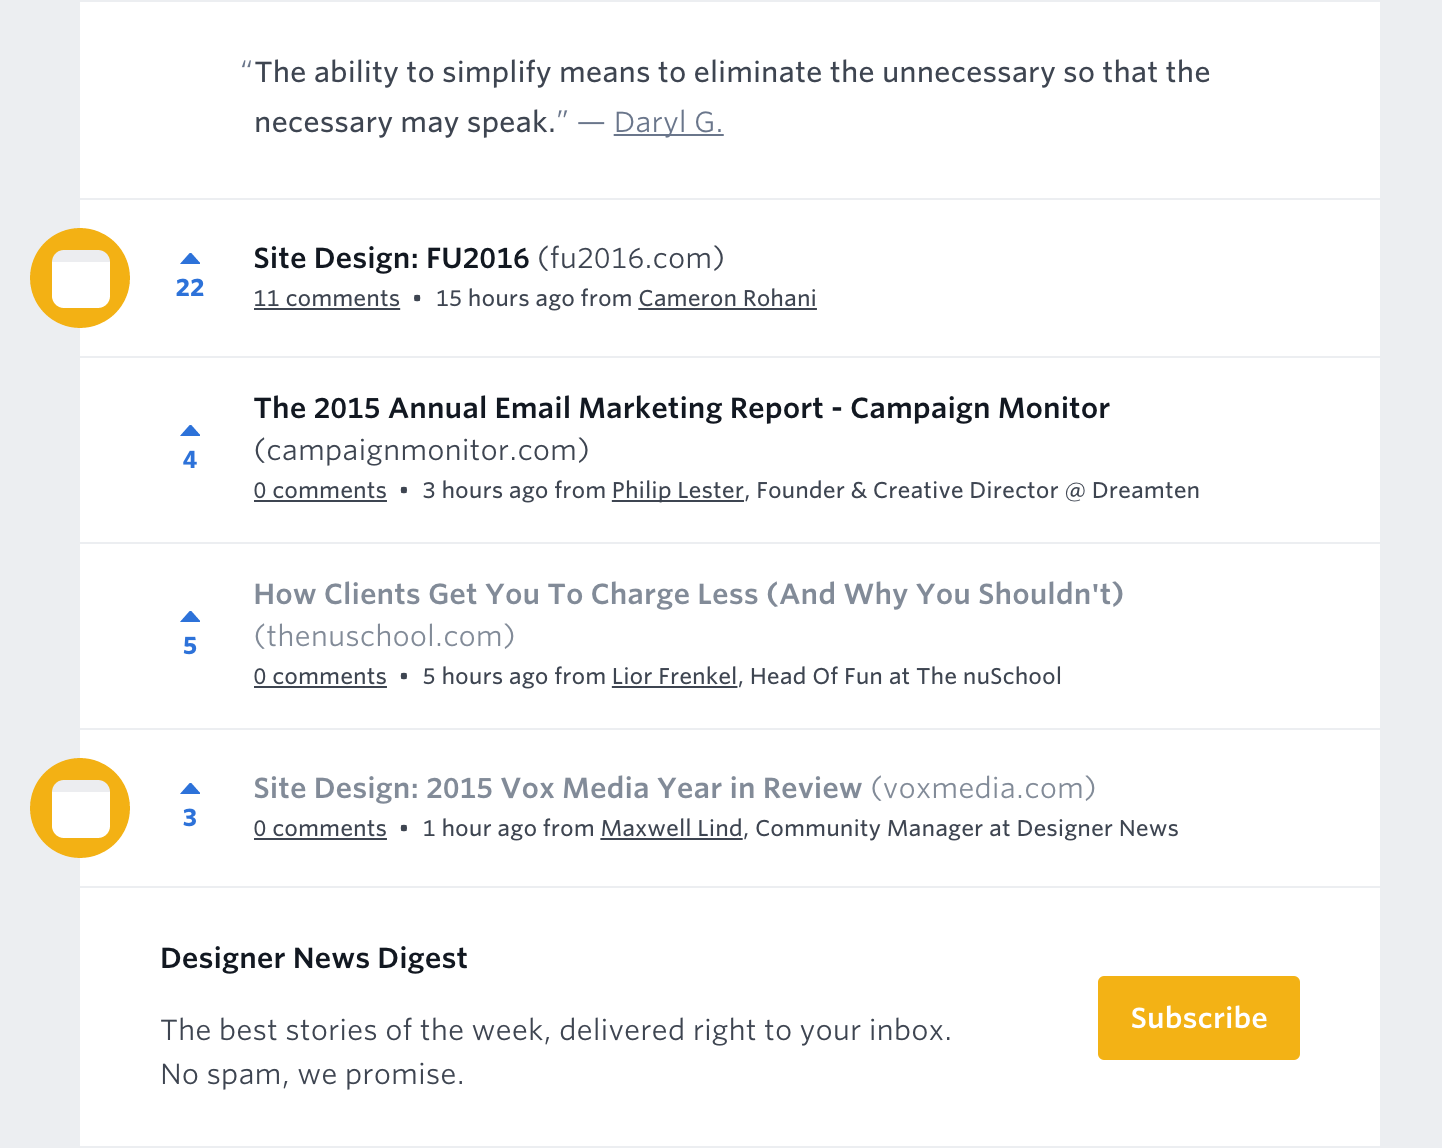 “The ability to simplify means to eliminate the unnecessary so that the
necessary may speak.” — Daryl G.
Site Design: FU2016 (fu2016.com)
22
11 comments • 15 hours ago from Cameron Rohani
The 2015 Annual Email Marketing Report - Campaign Monitor
(campaignmonitor.com)
4
0 comments • 3 hours ago from Philip Lester, Founder & Creative Director @ Dreamten
How Clients Get You To Charge Less (And Why You Shouldn't)
(thenuschool.com)
5
0 comments • 5 hours ago from Lior Frenkel, Head Of Fun at The nuSchool
Site Design: 2015 Vox Media Year in Review (voxmedia.com)
3
0 comments • 1 hour ago from Maxwell Lind, Community Manager at Designer News
Designer News Digest
The best stories of the week, delivered right to your inbox.
No spam, we promise.
Subscribe